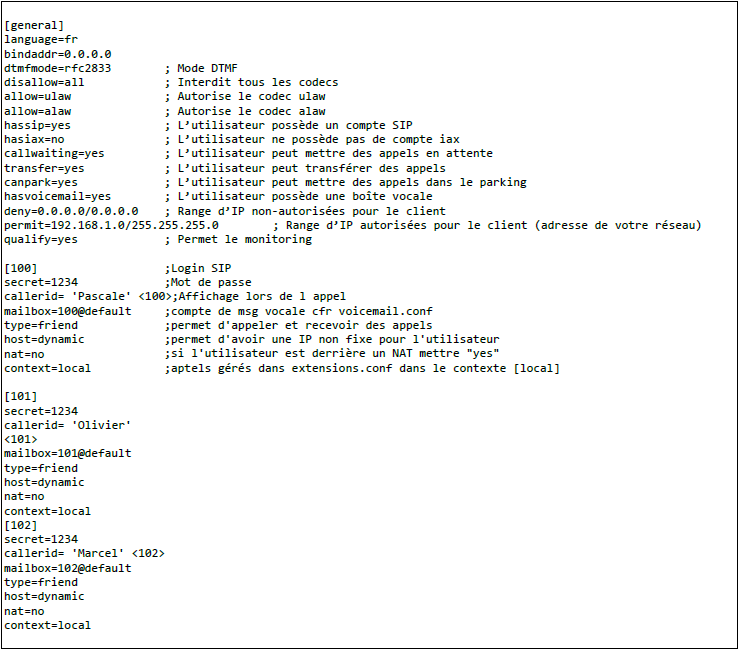 [general]
language=fr
bindaddr=0.0.0.0
dtmfmode=rfc2833        ; Mode DTMF
disallow=all            ; Interdit tous les codecs
allow=ulaw              ; Autorise le codec ulaw
allow=alaw              ; Autorise le codec alaw
hassip=yes              ; L’utilisateur possède un compte SIP
hasiax=no               ; L’utilisateur ne possède pas de compte iax
callwaiting=yes         ; L’utilisateur peut mettre des appels en attente
transfer=yes            ; L’utilisateur peut transférer des appels
canpark=yes             ; L’utilisateur peut mettre des appels dans le parking
hasvoicemail=yes        ; L’utilisateur possède une boîte vocale
deny=0.0.0.0/0.0.0.0    ; Range d’IP non-autorisées pour le client
permit=192.168.1.0/255.255.255.0        ; Range d’IP autorisées pour le client (adresse de votre réseau)
qualify=yes             ; Permet le monitoring

[100]                   ;Login SIP
secret=1234             ;Mot de passe
callerid= 'Pascale' <100>;Affichage lors de l appel
mailbox=100@default     ;compte de msg vocale cfr voicemail.conf
type=friend             ;permet d'appeler et recevoir des appels
host=dynamic            ;permet d'avoir une IP non fixe pour l'utilisateur
nat=no                  ;si l'utilisateur est derrière un NAT mettre "yes"
context=local           ;aptels gérés dans extensions.conf dans le contexte [local]

[101]
secret=1234
callerid= 'Olivier'
<101>
mailbox=101@default
type=friend
host=dynamic
nat=no
context=local
[102]
secret=1234
callerid= 'Marcel' <102>
mailbox=102@default
type=friend
host=dynamic
nat=no
context=local